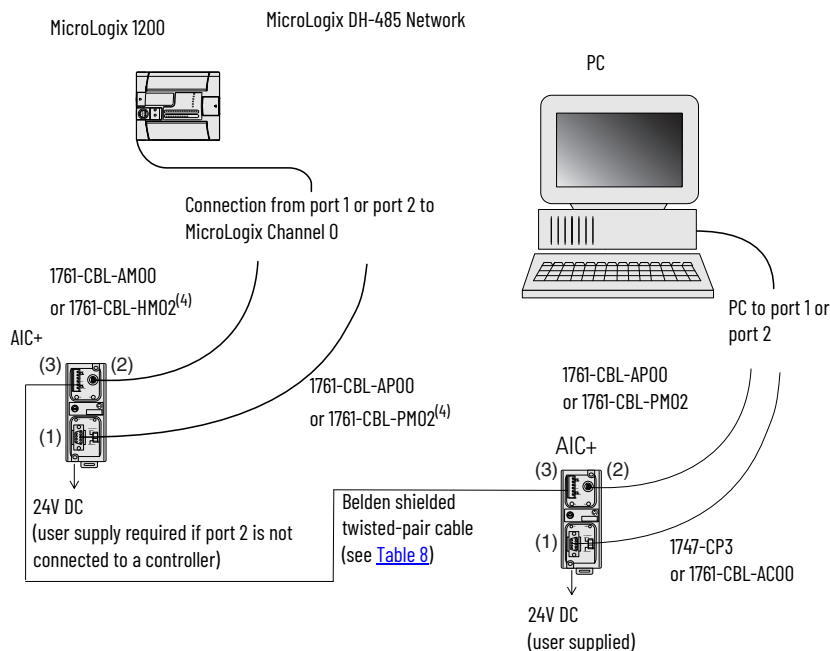 MicroLogix 1200
MicroLogix DH-485 Network
PC
Connection from port 1 or port 2 to
MicroLogix Channel 0
1761-CBL-AM00
or 1761-CBL-HM02(4)
PC to port 1 or
port 2
AIC+
(3)
(2)
(1)
1761-CBL-AP00
or 1761-CBL-PM02(4)
1761-CBL-AP00
or 1761-CBL-PM02
AIC+
(3)
(2)
(1)
24V DC
(user supply required if port 2 is not
connected to a controller)
Belden shielded
twisted-pair cable
(see Table 8)
1747-CP3
or 1761-CBL-AC00
24V DC
(user supplied)